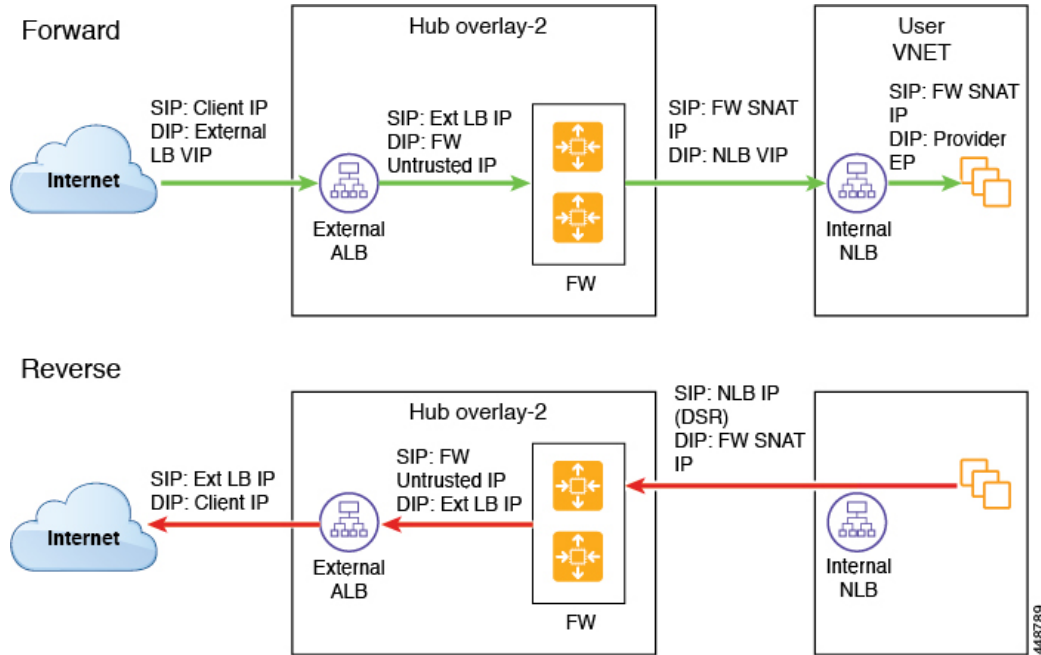 Forward
Hub overlay-2
User
VNET
SIP: Client IP
DIP: External
LB VIP
SIP: Ext LB IP
DIP: FW
Untrusted IP
SIP: FW SNAT
IP
DIP: NLB VIP
SIP: FW SNAT
IP
DIP: Provider
EP
Internet
External
ALB
FW
Internal
NLB
Reverse
Hub overlay-2
SIP: NLB IP
(DSR)
DIP: FW SNAT
IP
SIP: Ext LB IP
DIP: Client IP
SIP: FW
Untrusted IP
DIP: Ext LB IP
Internet
External
ALB
FW
Internal
NLB
448789